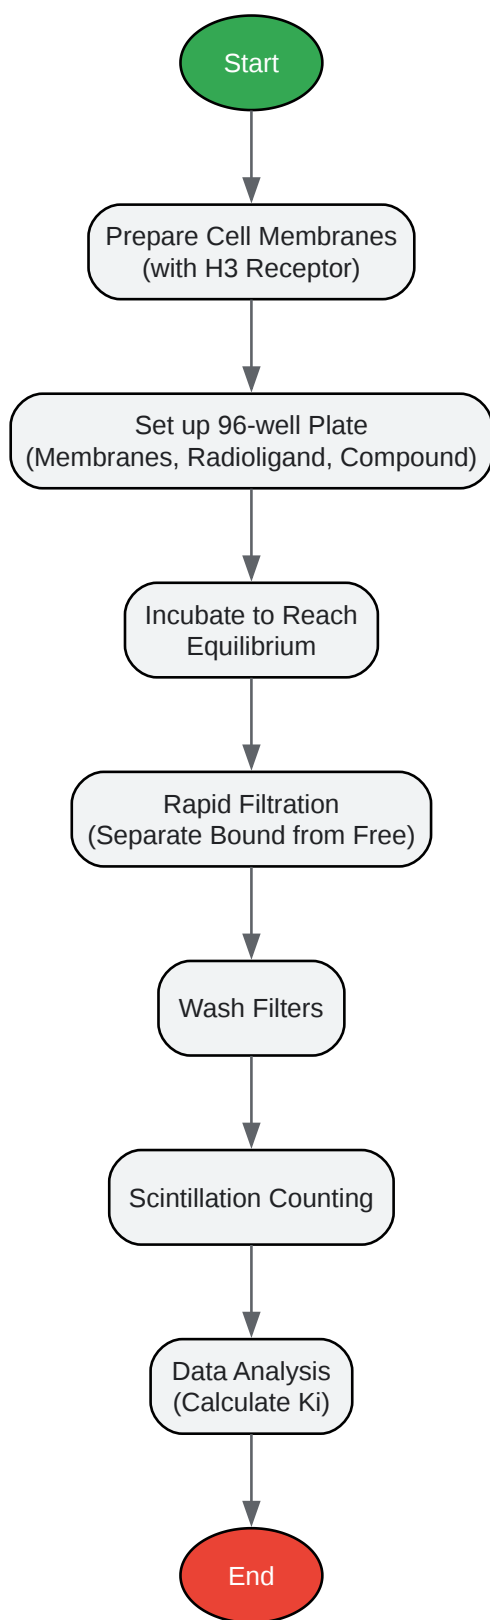 Start
Prepare Cell Membranes
(with H3 Receptor)
Set up 96-well Plate
(Membranes, Radioligand, Compound)
Incubate to Reach
Equilibrium
Rapid Filtration
(Separate Bound from Free)
Wash Filters
Scintillation Counting
Data Analysis
(Calculate Ki)
End